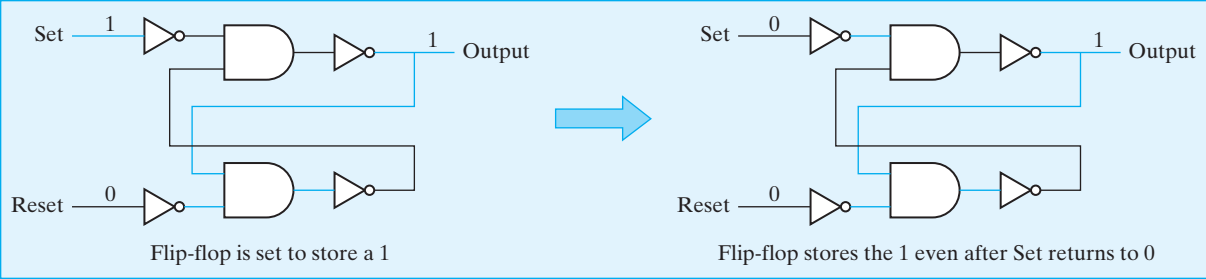 Set 1 1 Output
Reset 0
Flip-flop is set to store a 1
Set 0 1 Output
Reset 0
Flip-flop stores the 1 even after Set returns to 0